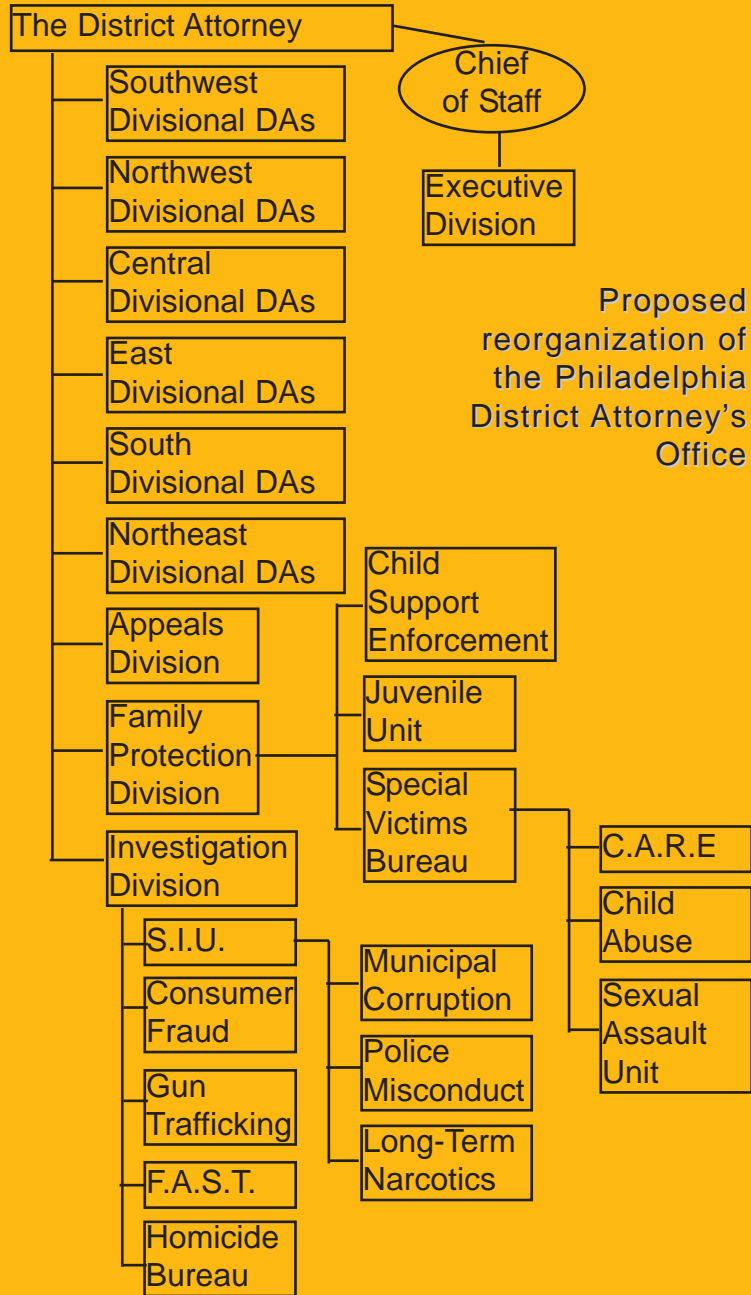 The District Attorney
Chief
of Staff
Executive
Division
Southwest
Divisional DAs
Northwest
Divisional DAs
Central
Divisional DAs
East
Divisional DAs
South
Divisional DAs
Northeast
Divisional DAs
Proposed
reorganization of
the Philadelphia
District Attorney’s
Office
Appeals
Division
Family
Protection
Division
Child
Support
Enforcement
Juvenile
Unit
Special
Victims
Bureau
C.A.R.E
Child
Abuse
Sexual
Assault
Unit
Investigation
Division
S.I.U.
Consumer
Fraud
Gun
Trafficking
F.A.S.T.
Homicide
Bureau
Municipal
Corruption
Police
Misconduct
Long-Term
Narcotics